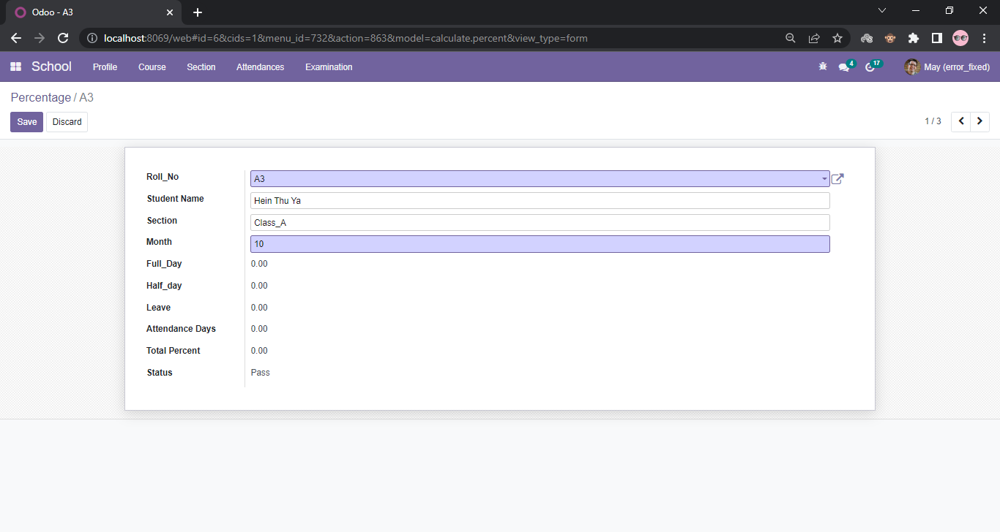 Odoo - A3
localhost:8069/web#id=6&cids=1&menu_id=732&action=863&model=calculate.percent&view_type=form
School Profile Course Section Attendances Examination 4 17 May (error_fixed)
Percentage / A3
Save Discard 1 / 3
Roll_No A3
Student Name Hein Thu Ya
Section Class_A
Month 10
Full_Day 0.00
Half_day 0.00
Leave 0.00
Attendance Days 0.00
Total Percent 0.00
Status Pass